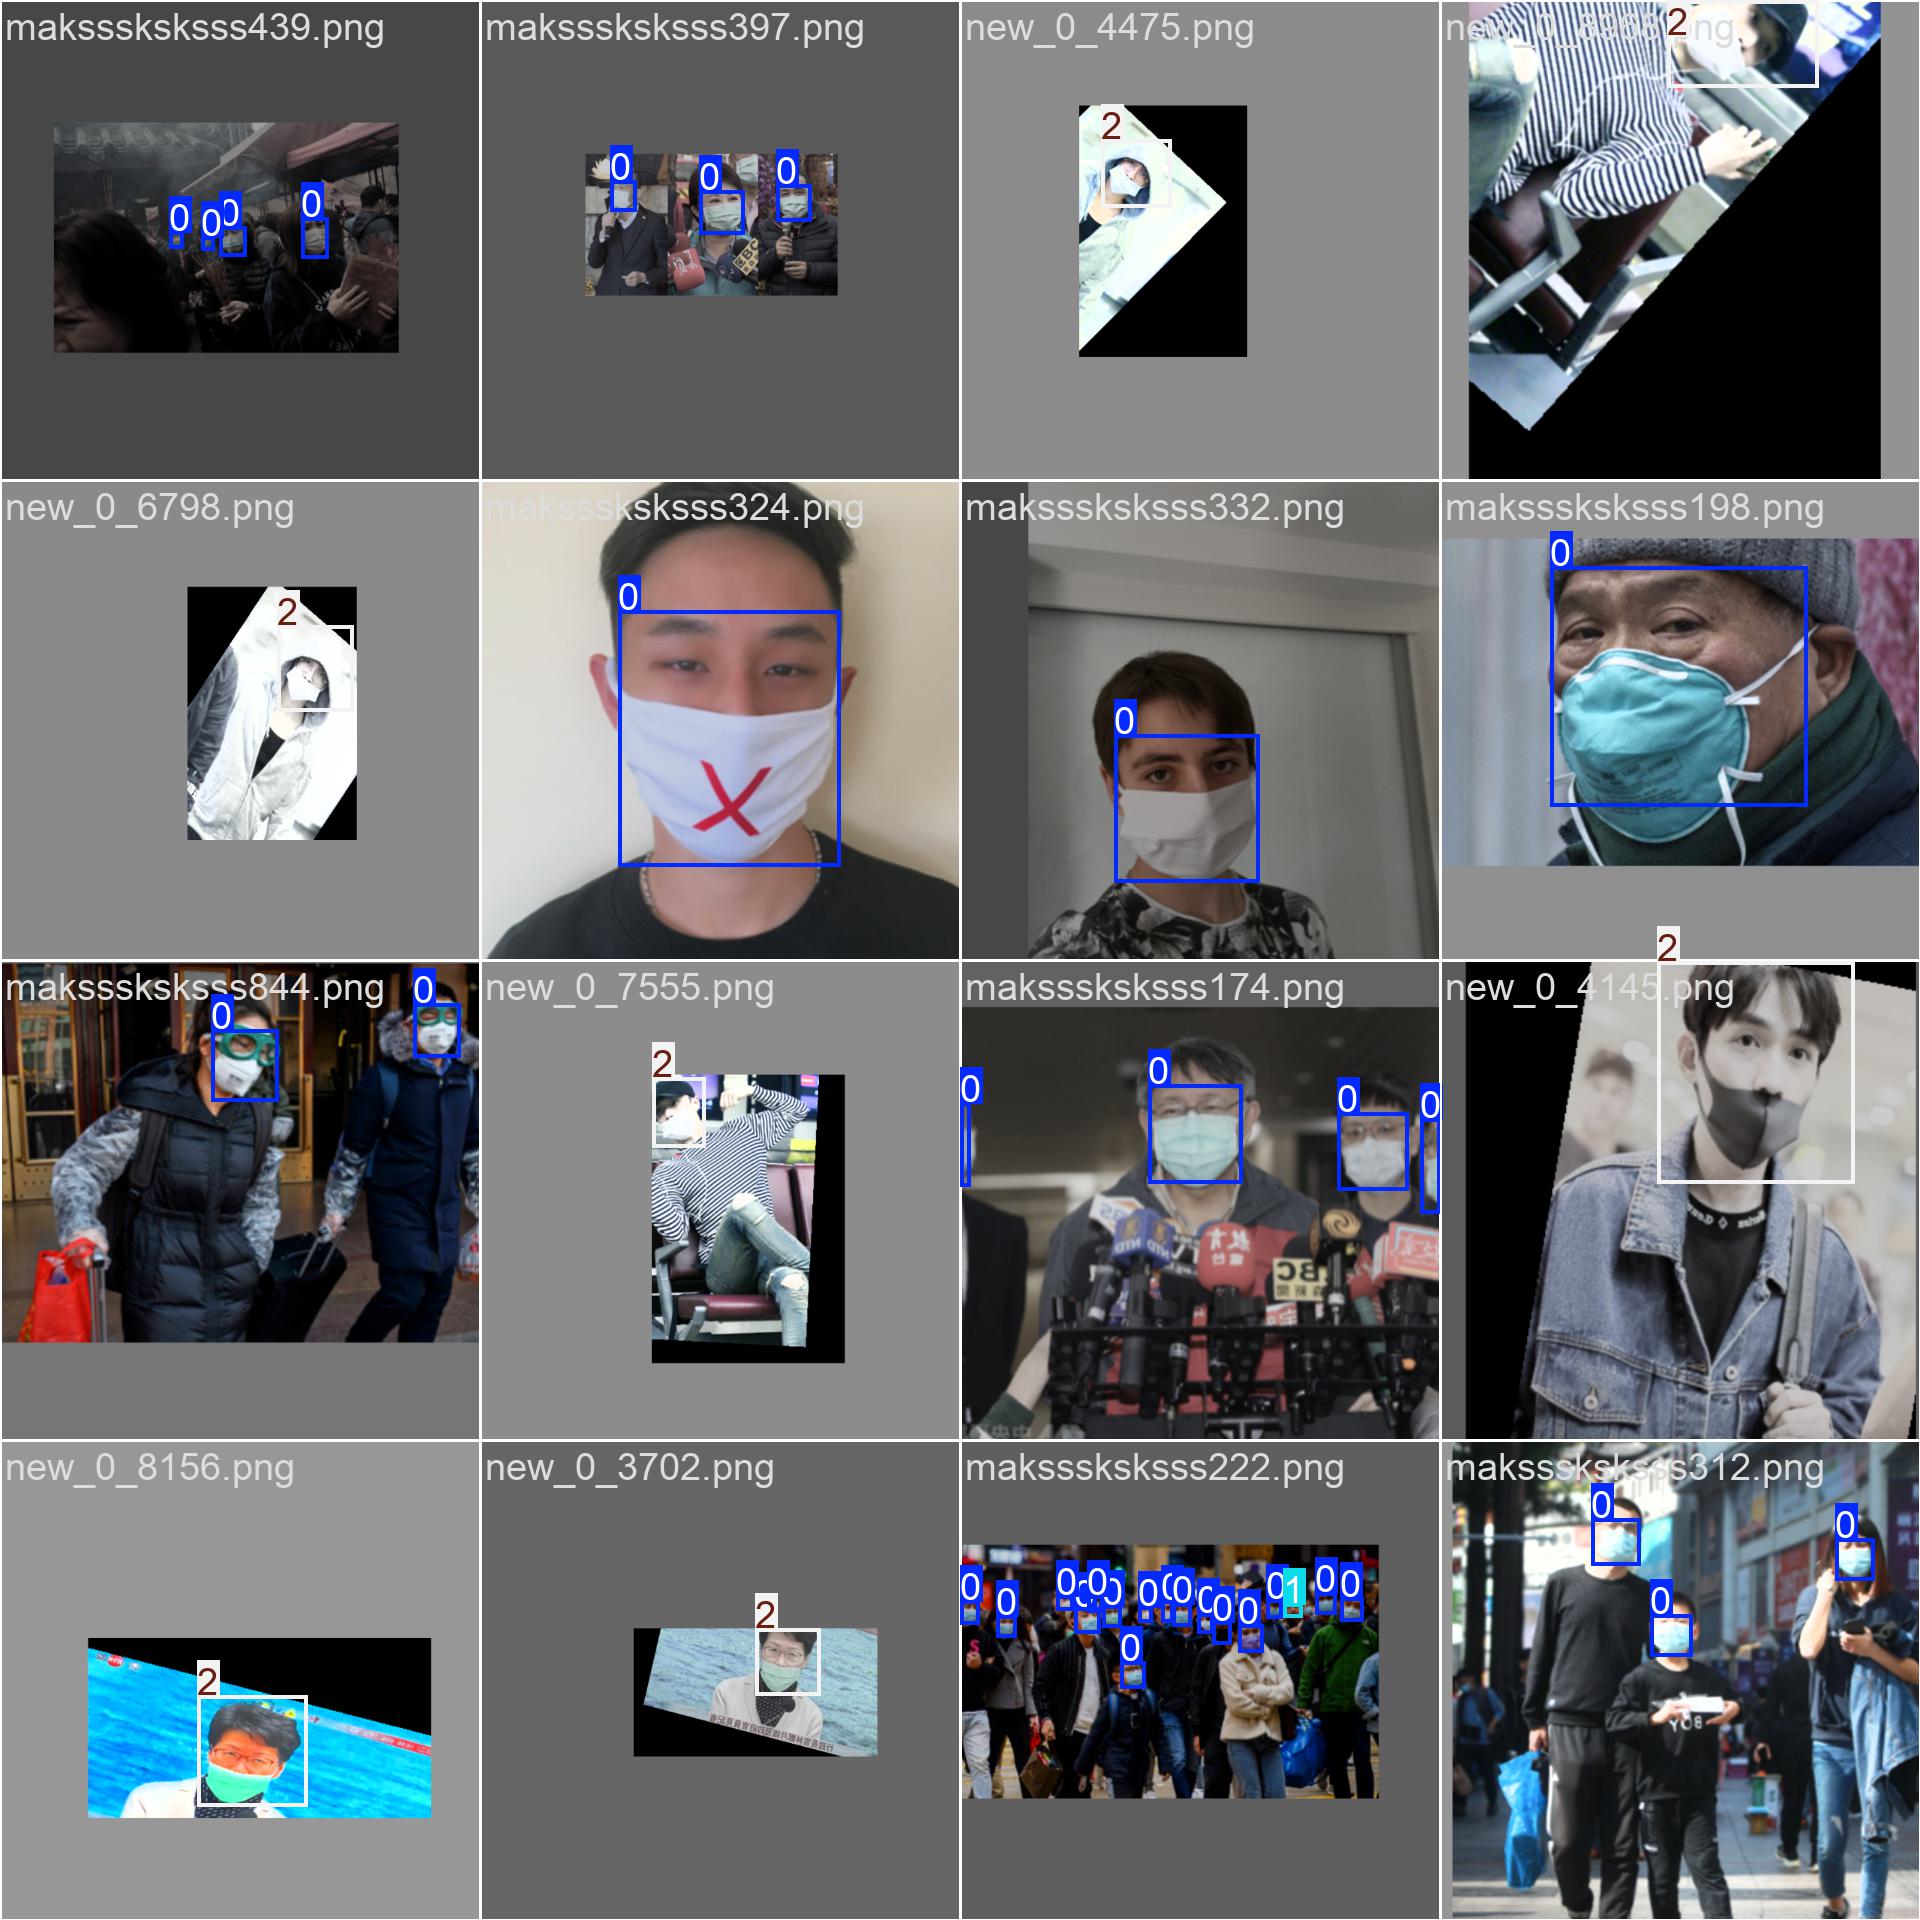 maksssksksss439.png
maksssksksss397.png
new_0_4475.png
new_0_8968.png
0
0
0
0
0
0
0
2
2
new_0_6798.png
maksssksksss324.png
maksssksksss332.png
maksssksksss198.png
2
0
0
0
X
maksssksksss844.png
new_0_7555.png
maksssksksss174.png
new_0_4145.png
0
0
2
0
0
0
0
2
NTD
new_0_8156.png
new_0_3702.png
maksssksksss222.png
maksssksksss312.png
2
2
0
0
0
0
0
0
0
0
0
0
0
0
0
1
0
0
0
0
0
0